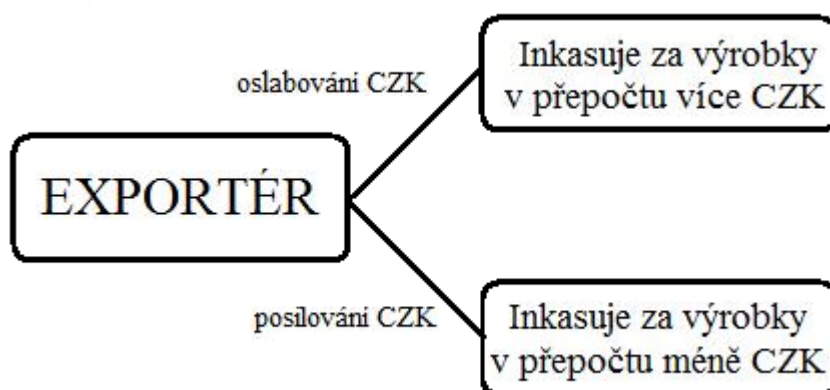 oslabování CZK
Inkasuje za výrobky
v přepočtu více CZK
EXPORTÉR
posilování CZK
Inkasuje za výrobky
v přepočtu méně CZK